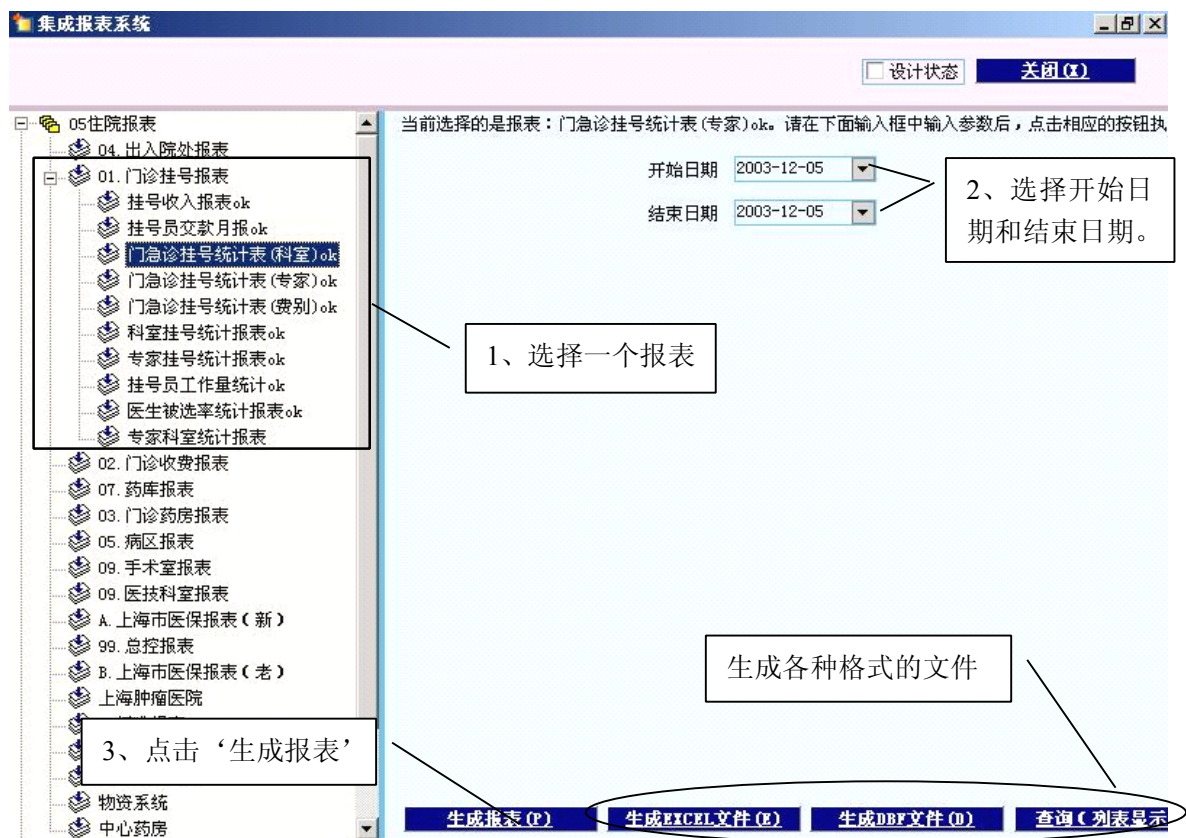 集成报表系统
设计状态
关闭(X)
05住院报表
04.出入院处报表
01.门诊挂号报表
挂号收入报表ok
挂号员交款月报ok
门急诊挂号统计表(科室)ok
门急诊挂号统计表(专家)ok
门急诊挂号统计表(费别)ok
科室挂号统计报表ok
专家挂号统计报表ok
挂号员工作量统计ok
医生被选率统计报表ok
专家科室统计报表
02.门诊收费报表
07.药库报表
03.门诊药房报表
05.病区报表
09.手术室报表
09.医技科室报表
A.上海市医保报表(新)
99.总控报表
B.上海市医保报表(老)
上海肿瘤医院
物资系统
中心药房
当前选择的是报表：门急诊挂号统计表(专家)ok。请在下面输入框中输入参数后，点击相应的按钮执
开始日期 2003-12-05
结束日期 2003-12-05
2、选择开始日
期和结束日期。
1、选择一个报表
生成各种格式的文件
3、点击‘生成报表’
生成报表(P)
生成EXCEL文件(E)
生成DBF文件(D)
查询(列表显示